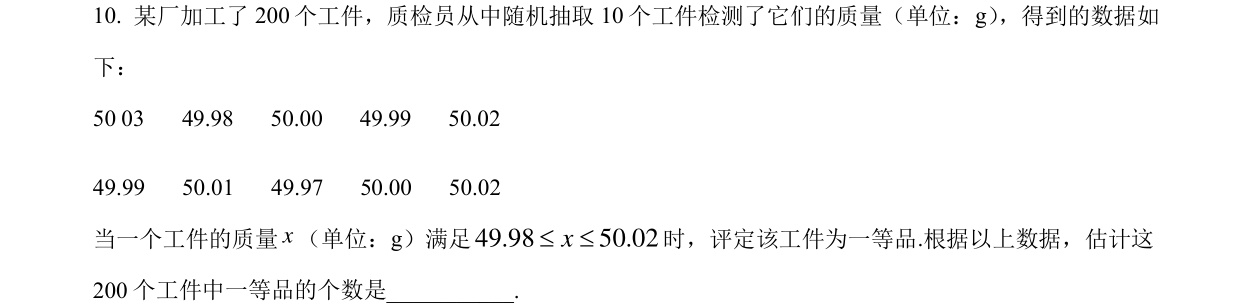 10. 某厂加工了 200 个工件，质检员从中随机抽取 10 个工件检测了它们的质量（单位：g），得到的数据如
下：
50 03 49.98 50.00 49.99 50.02
49.99 50.01 49.97 50.00 50.02
当一个工件的质量 x（单位：g）满足 49.98 ≤ x ≤ 50.02 时，评定该工件为一等品.根据以上数据，估计这
200 个工件中一等品的个数是___________.